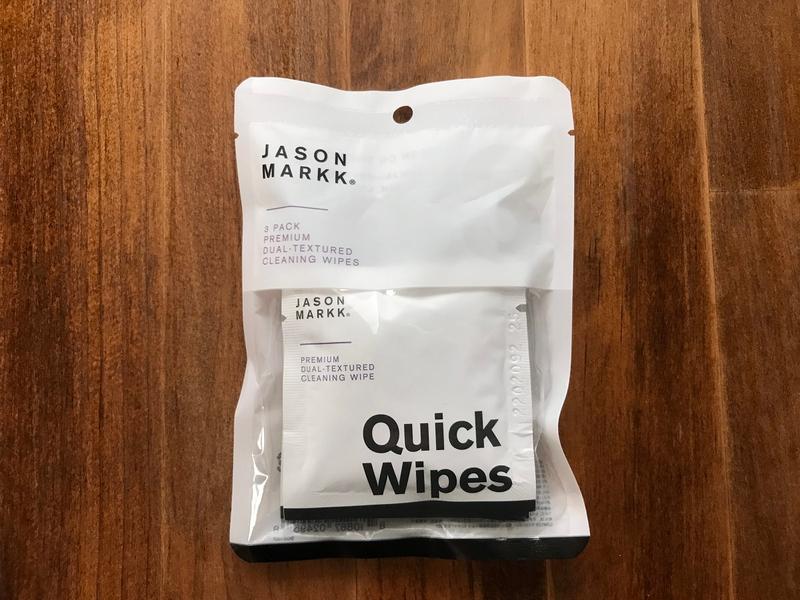 JASON
MARKK®
3 PACK
PREMIUM
DUAL-TEXTURED
CLEANING WIPES
JASON
MARKK®
PREMIUM
DUAL-TEXTURED
CLEANING WIPE
Quick
Wipes